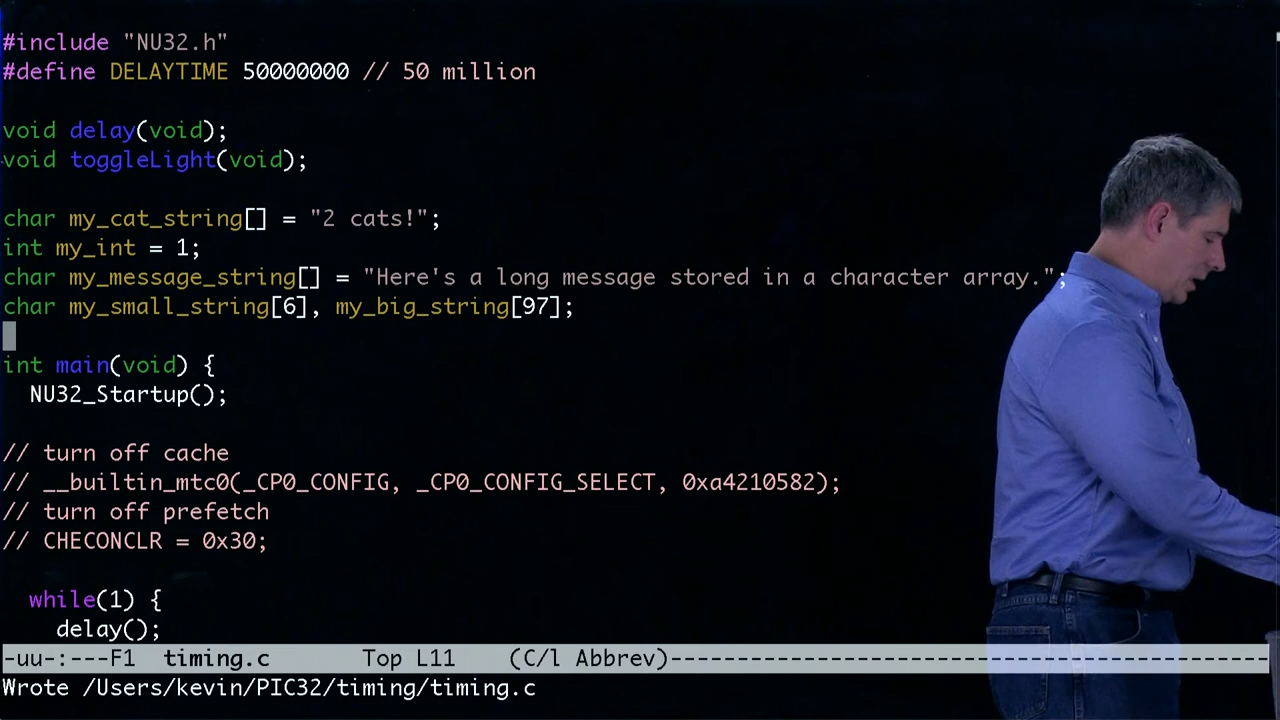 #include "NU32.h"
#define DELAYTIME 50000000 // 50 million
void delay(void);
void toggleLight(void);
char my_cat_string[] = "2 cats!";
int my_int = 1;
char my_message_string[] = "Here's a long message stored in a character array.";
char my_small_string[6], my_big_string[97];
int main(void) {
  NU32_Startup();
// turn off cache
// __builtin_mtc0(_CP0_CONFIG, _CP0_CONFIG_SELECT, 0xa4210582);
// turn off prefetch
// CHECONCLR = 0x30;
  while(1) {
    delay();
-uu-:---F1  timing.c       Top L11    (C/l Abbrev)---------------------------------------------
Wrote /Users/kevin/PIC32/timing/timing.c